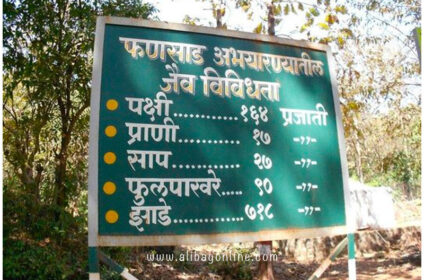 फणसाड अभयारण्यातील
जैव विविधता
पक्षी......................१६४ प्रजाती
प्राणी......................१७ -"-
साप.......................२७ -"-
फुलपाखरे...........९० -"-
झाडे......................७१८ -"-
www.alibagonline.com